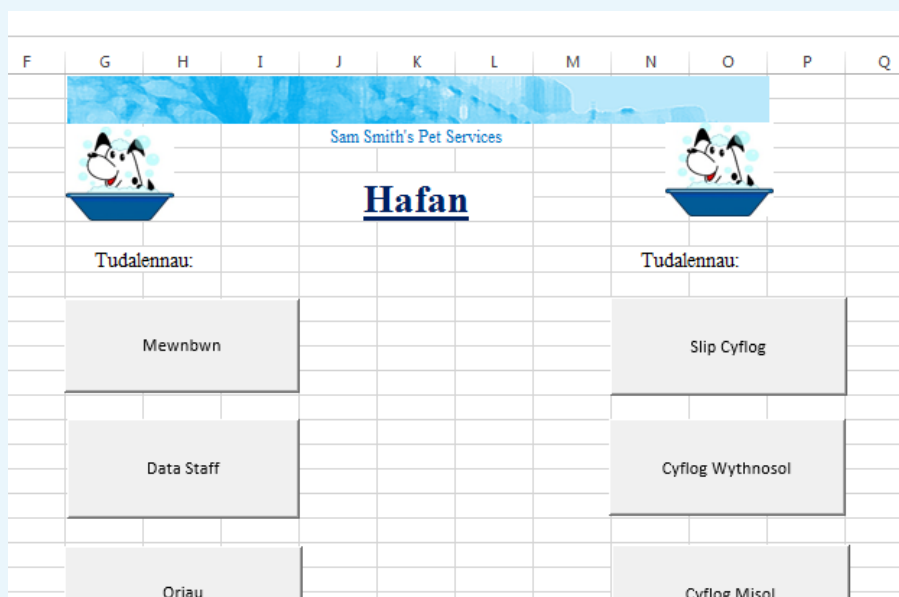 F G H I J K L M N O P Q
Sam Smith's Pet Services
Hafan
Tudalennau: Tudalennau:
Mewnbwn Slip Cyflog
Data Staff Cyflog Wythnosol
Oriau Cyflog Misol